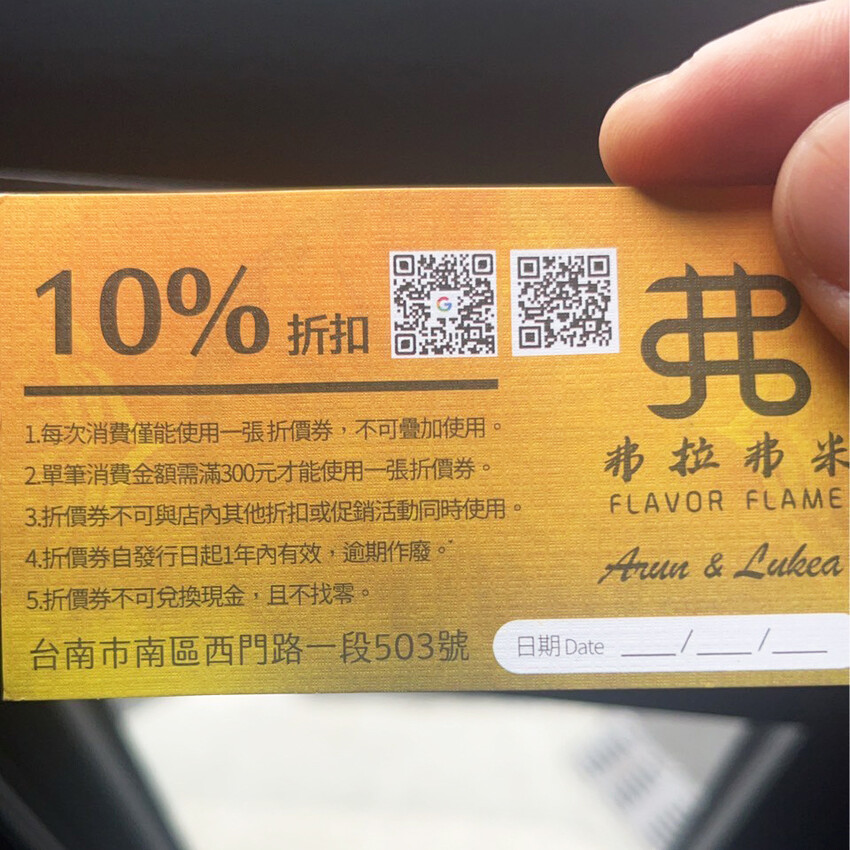 10% 折扣
1.每次消費僅能使用一張折價券，不可疊加使用。
2.單筆消費金額需滿300元才能使用一張折價券。
3.折價券不可與店內其他折扣或促銷活動同時使用。
4.折價券自發行日起1年內有效，逾期作廢。
5.折價券不可兌換現金，且不找零。
台南市南區西門路一段503號
弗
弗拉弗米
FLAVOR FLAME
Arun & Lukea
日期 Date ___/___/___